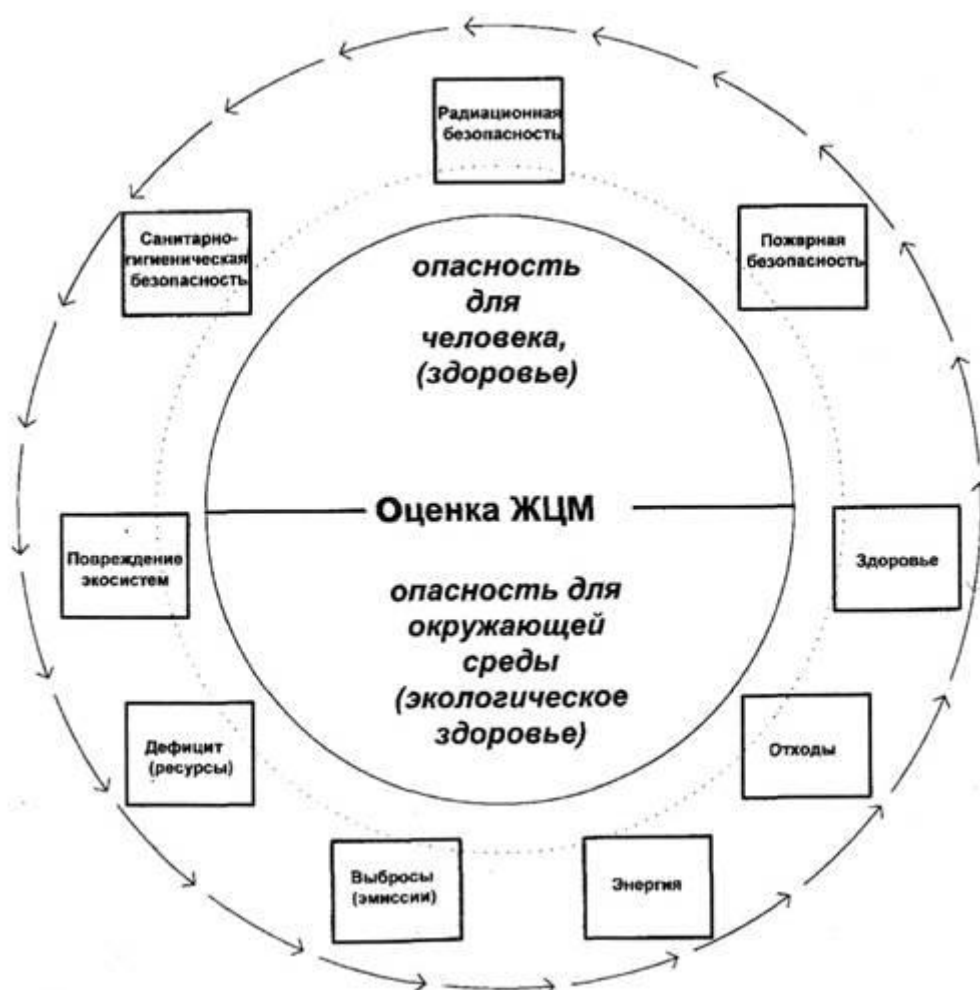 Радиационная
безопасность
Санитарно-
гигиеническая
безопасность
Пожарная
безопасность
опасность
для
человека,
(здоровье)
Оценка ЖЦМ
Повреждение
экосистем
Здоровье
опасность для
окружающей
среды
(экологическое
здоровье)
Дефицит
(ресурсы)
Отходы
Выбросы
(эмиссии)
Энергия